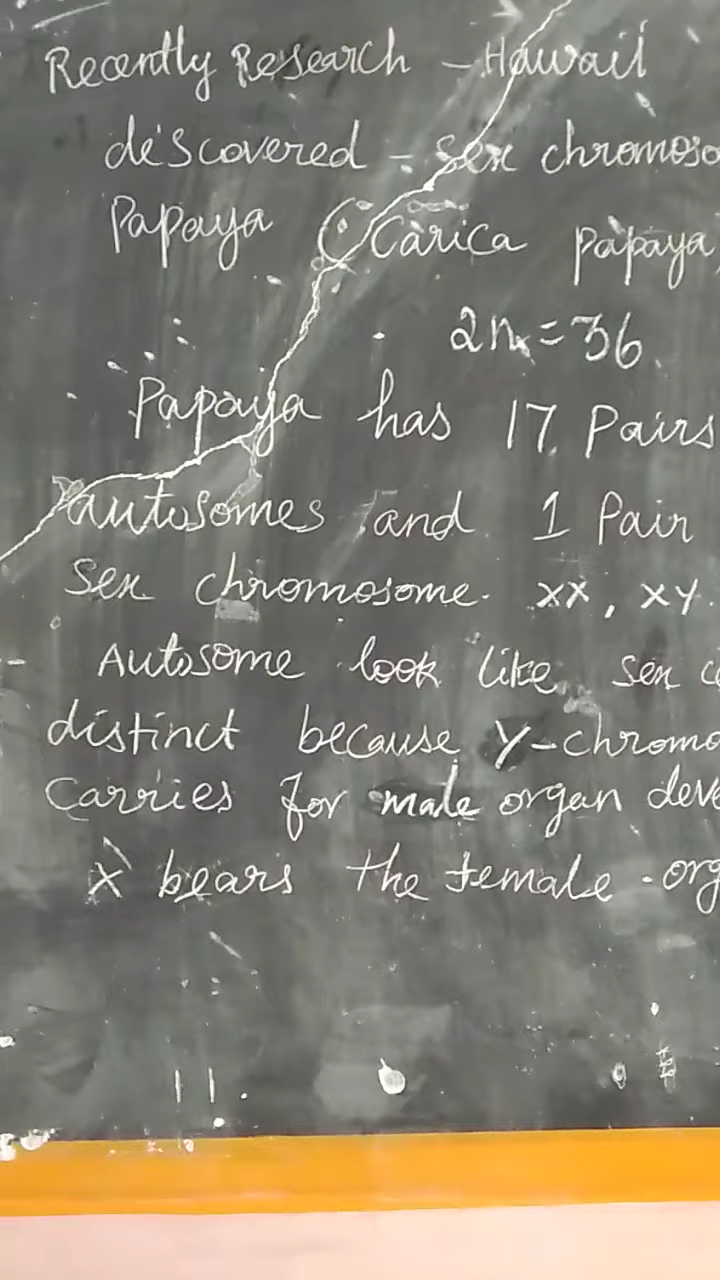 Recently Research - Hawaii
discovered - sex chromoso
Papaya (Carica papaya,
2n = 36
Papaya has 17 Pairs
autosomes and 1 Pair
sex chromosome. XX, XY.
- Autosome look like sex c
distinct because Y-chromo
Carries for male organ deve
X bears the female org